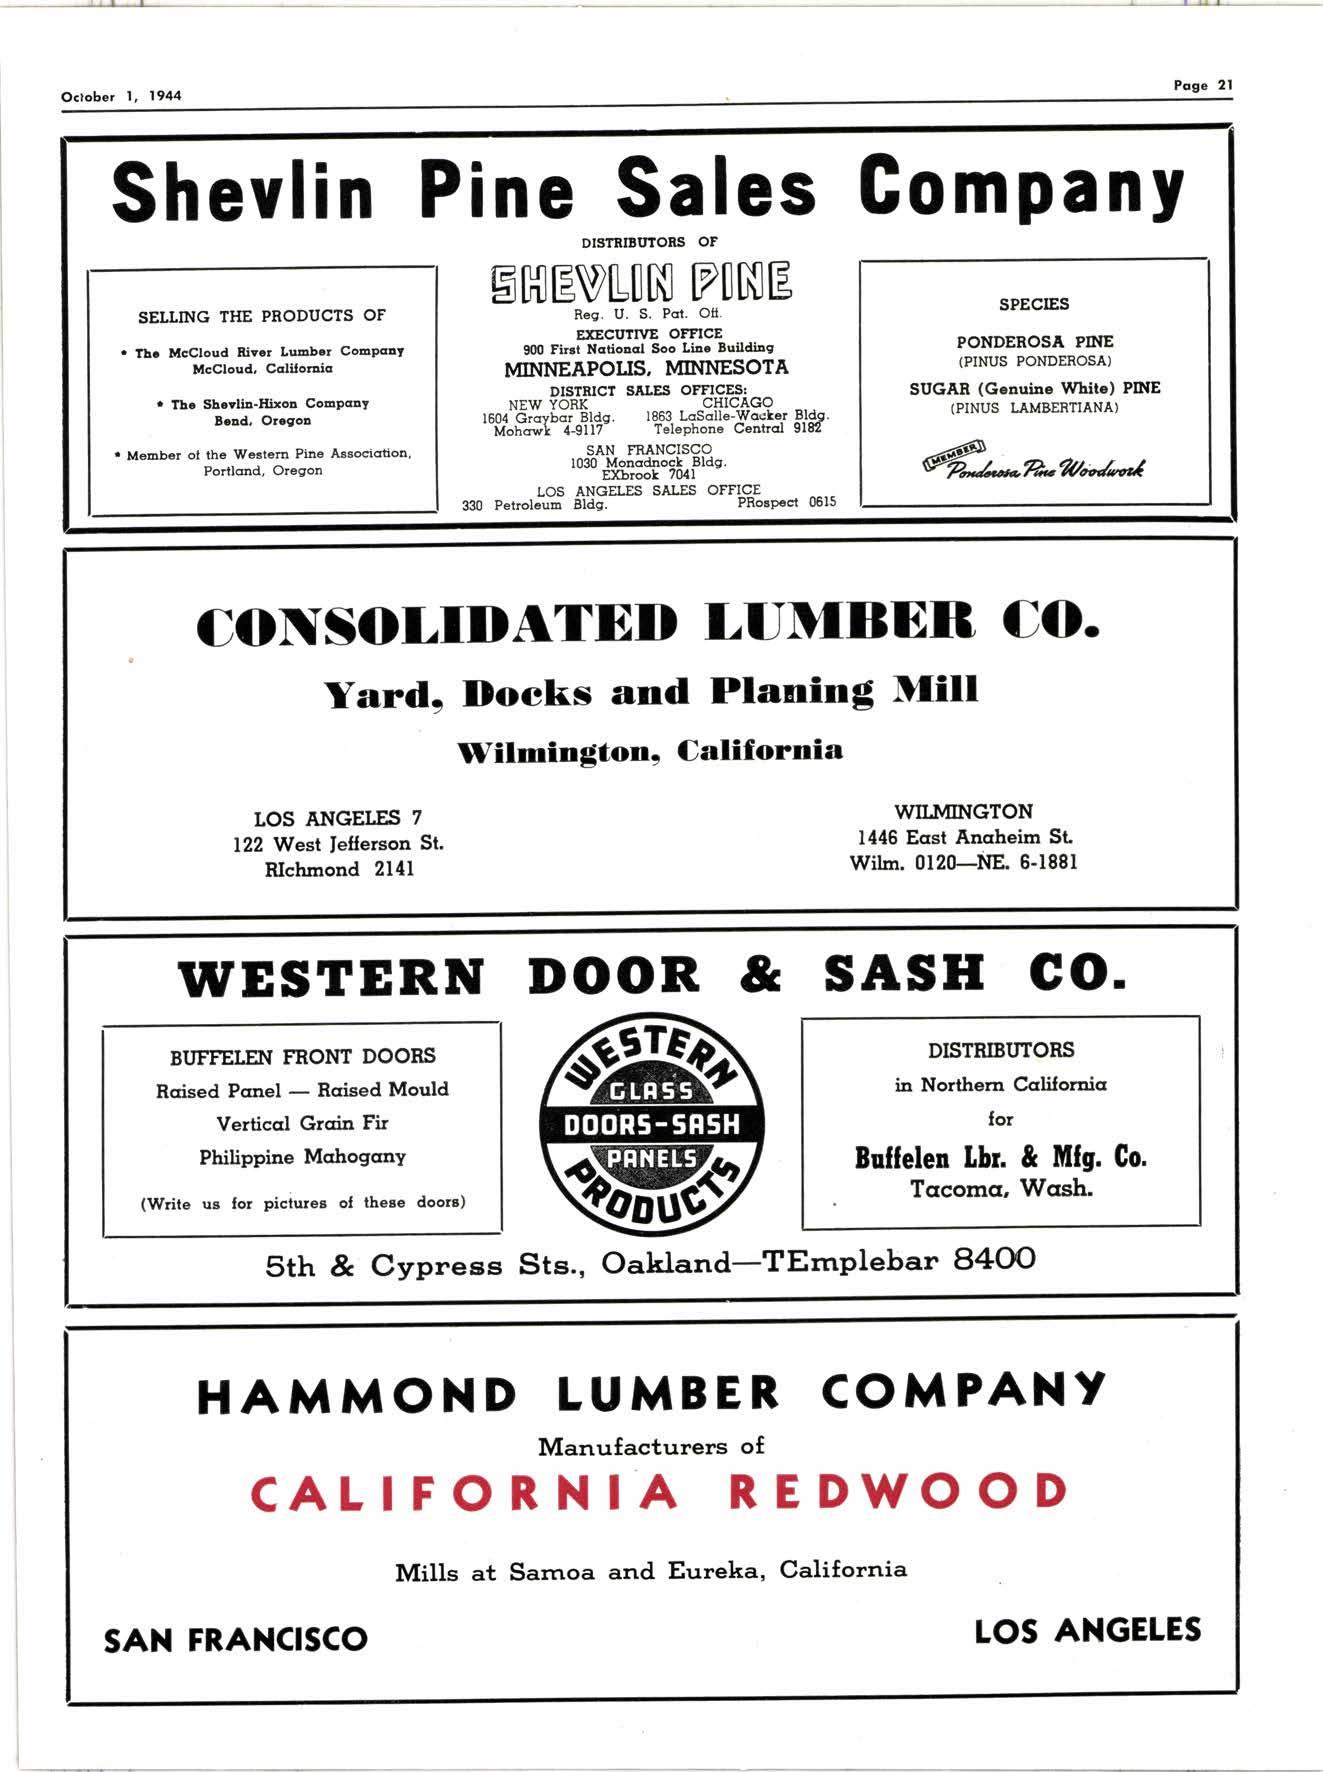 October 1, 1944
Page 21
Shevlin Pine Sales Company
DISTRIBUTORS OF
SHEVLIN PINE
Reg. U. S. Pat. Off.
EXECUTIVE OFFICE
900 First National Soo Line Building
MINNEAPOLIS, MINNESOTA
DISTRICT SALES OFFICES:
NEW YORK
1604 Graybar Bldg.
Mohawk 4-9117
CHICAGO
1863 LaSalle-Wacker Bldg.
Telephone Central 9182
SAN FRANCISCO
1030 Monadnock Bldg.
EXbrook 7041
LOS ANGELES SALES OFFICE
330 Petroleum Bldg. PRospect 0615
SELLING THE PRODUCTS OF
* The McCloud River Lumber Company
McCloud, California
* The Shevlin-Hixon Company
Bend, Oregon
* Member of the Western Pine Association,
Portland, Oregon
SPECIES
PONDEROSA PINE
(PINUS PONDEROSA)
SUGAR (Genuine White) PINE
(PINUS LAMBERTIANA)
MEMBER
Ponderosa Pine Woodwork
CONSOLIDATED LUMBER CO.
Yard, Docks and Planing Mill
Wilmington, California
LOS ANGELES 7
122 West Jefferson St.
RIchmond 2141
WILMINGTON
1446 East Anaheim St.
Wilm. 0120—NE. 6-1881
WESTERN DOOR & SASH CO.
BUFFELEN FRONT DOORS
Raised Panel — Raised Mould
Vertical Grain Fir
Philippine Mahogany
(Write us for pictures of these doors)
WESTERN
GLASS
DOORS-SASH
PANELS
PRODUCTS
DISTRIBUTORS
in Northern California
for
Buffelen Lbr. & Mfg. Co.
Tacoma, Wash.
5th & Cypress Sts., Oakland—TEmplebar 8400
HAMMOND LUMBER COMPANY
Manufacturers of
CALIFORNIA REDWOOD
Mills at Samoa and Eureka, California
SAN FRANCISCO
LOS ANGELES